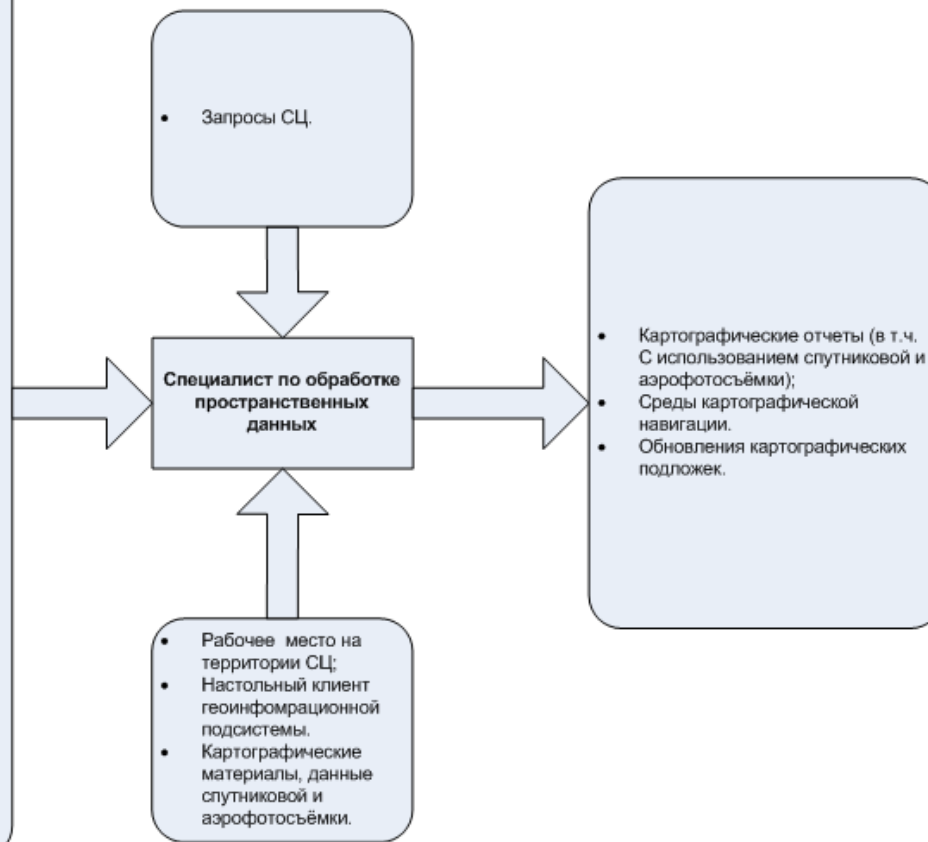 • Запросы СЦ.
Специалист по обработке
пространственных
данных
• Картографические отчеты (в т.ч.
С использованием спутниковой и
аэрофотосъёмки);
• Среды картографической
навигации.
• Обновления картографических
подложек.
• Рабочее место на
территории СЦ;
• Настольный клиент
геоинфомрационной
подсистемы.
• Картографические
материалы, данные
спутниковой и
аэрофотосъёмки.